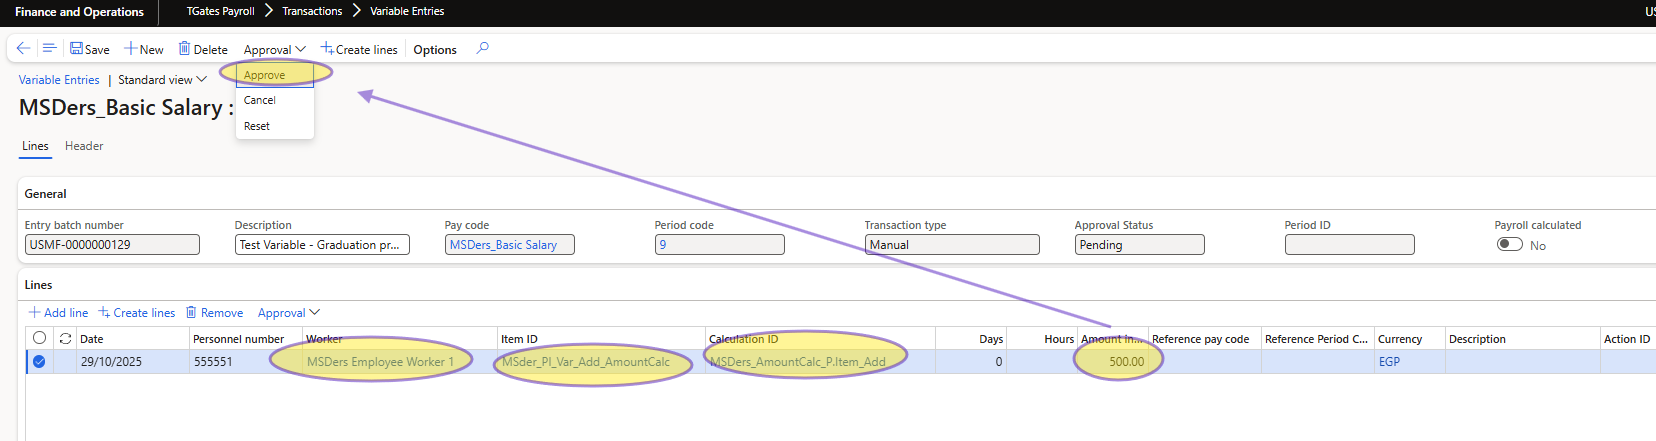 Finance and Operations TGates Payroll Transactions Variable Entries US
Save New Delete Approval Create lines Options
Variable Entries | Standard view Approve
MSDers_Basic Salary : Cancel
Reset
Lines Header
General
Entry batch number Description Pay code Period code Transaction type Approval Status Period ID Payroll calculated
USMF-0000000129 Test Variable - Graduation pr... MSDers_Basic Salary 9 Manual Pending No
Lines
Add line Create lines Remove Approval
Date Personnel number Worker Item ID Calculation ID Days Hours Amount in... Reference pay code Reference Period C... Currency Description Action ID
29/10/2025 555551 MSDers Employee Worker 1 MSder_PI_Var_Add_AmountCalc MSDers_AmountCalc_P.Item_Add 0 500.00 EGP